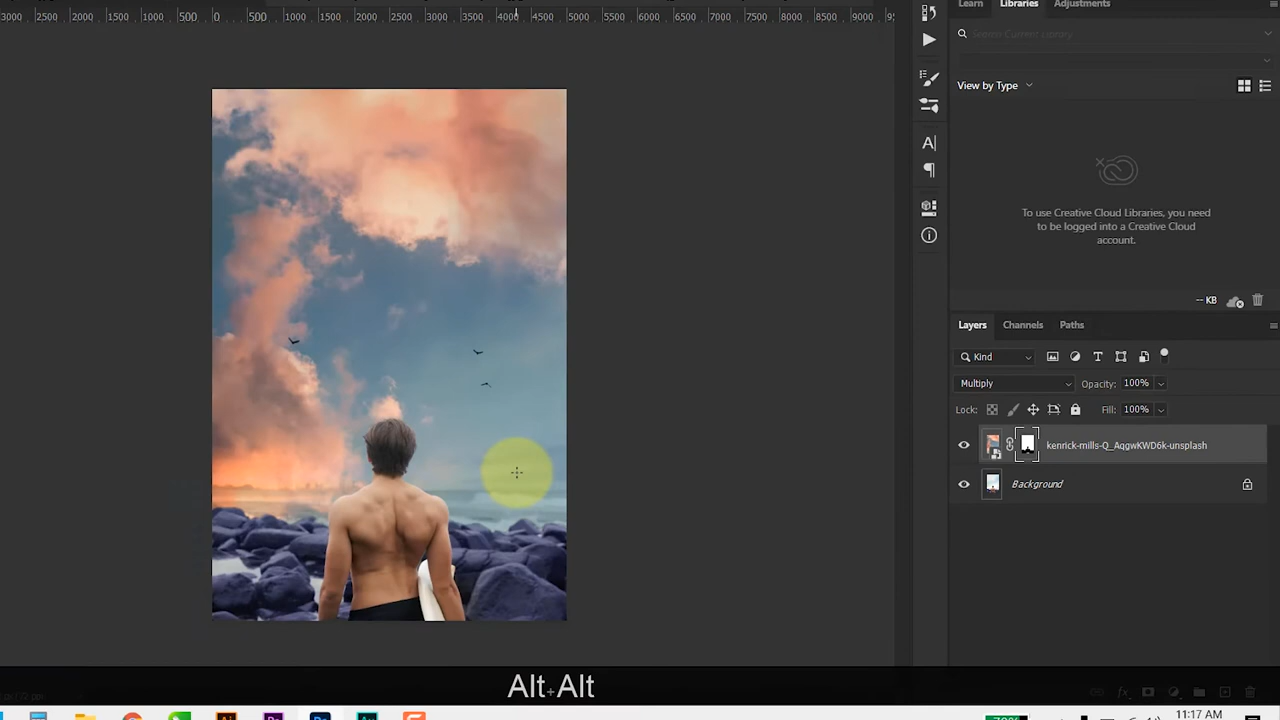 3000 2500 2000 1500 1000 500 0 500 1000 1500 2000 2500 3000 3500 4000 4500 5000 5500 6000 6500 7000 7500 8000 8500 9000
Learn Libraries Adjustments
Search Current Library
View by Type
To use Creative Cloud Libraries, you need
to be logged into a Creative Cloud
account.
-- KB
Layers Channels Paths
Kind
Multiply Opacity: 100%
Lock: Fill: 100%
kenrick-mills-Q_AqgwKWD6k-unsplash
Background
Alt+Alt
11:17 AM